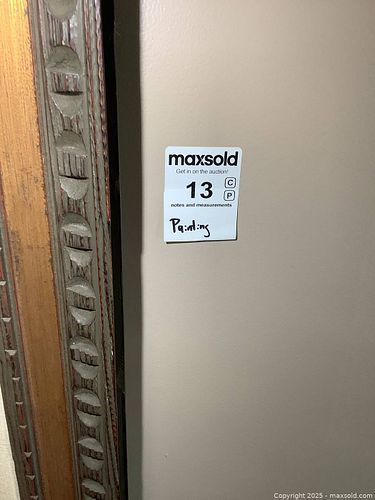 maxsold
Get in on the auction!
13
C
P
notes and measurements
Painting
Copyright 2025 - maxsold.com